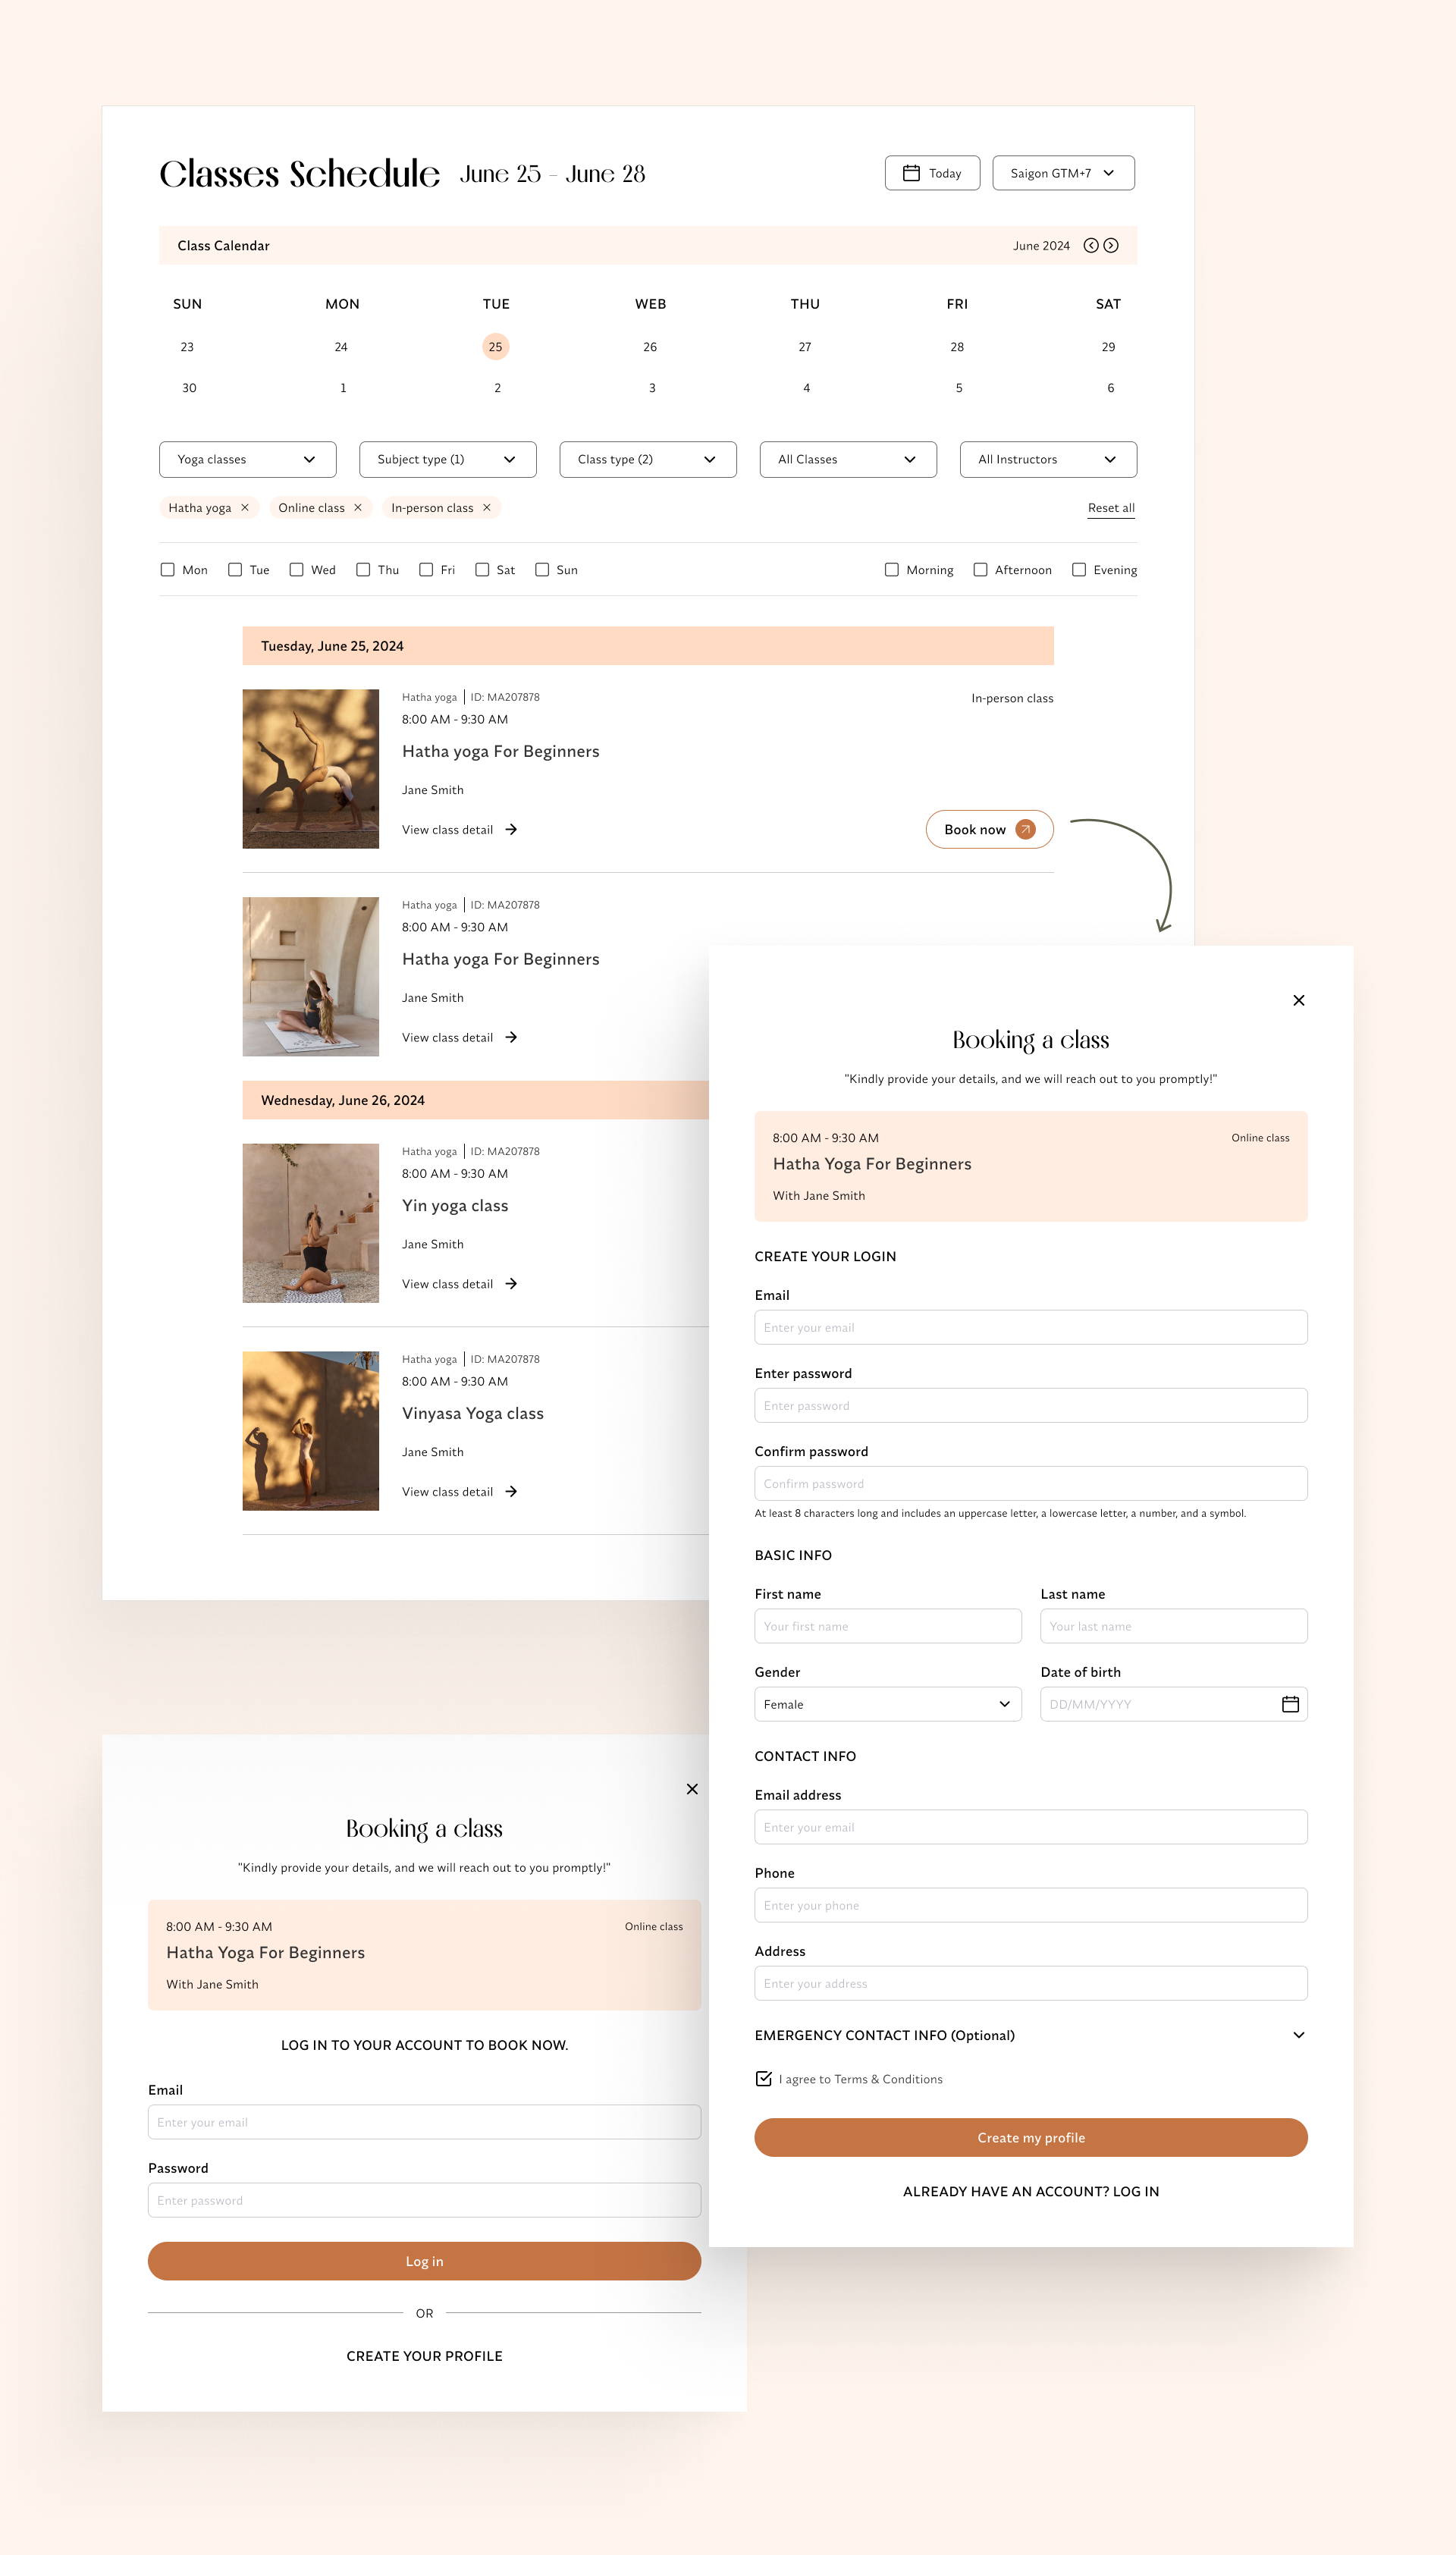 Classes Schedule June 25 - June 28
Today
Saigon GTM+7
Class Calendar
June 2024
SUN MON TUE WEB THU FRI SAT
23 24 25 26 27 28 29
30 1 2 3 4 5 6
Yoga classes
Subject type (1)
Class type (2)
All Classes
All Instructors
Hatha yoga
Online class
In-person class
Reset all
Mon Tue Wed Thu Fri Sat Sun
Morning Afternoon Evening
Tuesday, June 25, 2024
Hatha yoga | ID: MA207878
In-person class
8:00 AM - 9:30 AM
Hatha yoga For Beginners
Jane Smith
View class detail
Book now
Hatha yoga | ID: MA207878
8:00 AM - 9:30 AM
Hatha yoga For Beginners
Jane Smith
View class detail
Wednesday, June 26, 2024
Hatha yoga | ID: MA207878
8:00 AM - 9:30 AM
Yin yoga class
Jane Smith
View class detail
Hatha yoga | ID: MA207878
8:00 AM - 9:30 AM
Vinyasa Yoga class
Jane Smith
View class detail
Booking a class
"Kindly provide your details, and we will reach out to you promptly!"
8:00 AM - 9:30 AM
Online class
Hatha Yoga For Beginners
With Jane Smith
CREATE YOUR LOGIN
Email
Enter your email
Enter password
Enter password
Confirm password
Confirm password
At least 8 characters long and includes an uppercase letter, a lowercase letter, a number, and a symbol.
BASIC INFO
First name
Your first name
Last name
Your last name
Gender
Female
Date of birth
DD/MM/YYYY
CONTACT INFO
Email address
Enter your email
Phone
Enter your phone
Address
Enter your address
EMERGENCY CONTACT INFO (Optional)
I agree to Terms & Conditions
Create my profile
ALREADY HAVE AN ACCOUNT? LOG IN
Booking a class
"Kindly provide your details, and we will reach out to you promptly!"
8:00 AM - 9:30 AM
Online class
Hatha Yoga For Beginners
With Jane Smith
LOG IN TO YOUR ACCOUNT TO BOOK NOW.
Email
Enter your email
Password
Enter password
Log in
OR
CREATE YOUR PROFILE